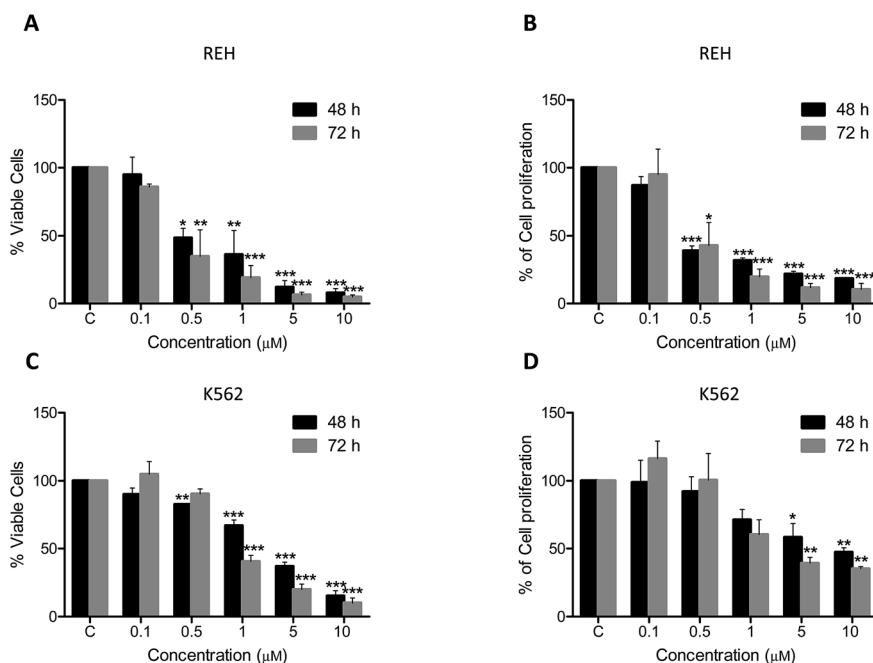 A
REH
150
100
50
0
% Viable Cells
48 h
72 h
* ** ** *** *** *** *** ***
C 0.1 0.5 1 5 10
Concentration (µM)
B
REH
150
100
50
0
% of Cell proliferation
48 h
72 h
*** * *** *** *** *** *** ***
C 0.1 0.5 1 5 10
Concentration (µM)
C
K562
150
100
50
0
% Viable Cells
48 h
72 h
** *** *** *** *** *** ***
C 0.1 0.5 1 5 10
Concentration (µM)
D
K562
150
100
50
0
% of Cell proliferation
48 h
72 h
* ** ** **
C 0.1 0.5 1 5 10
Concentration (µM)